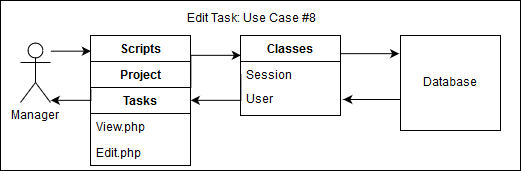 Edit Task: Use Case #8
Scripts
Project
Tasks
View.php
Edit.php
Classes
Session
User
Database
Manager